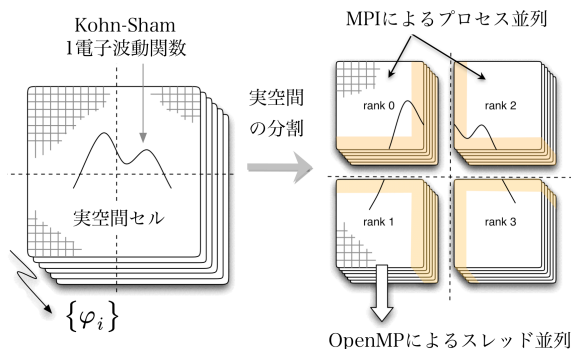 Kohn-Sham
1電子波動関数
実空間セル
{φi}
実空間
の分割
MPIによるプロセス並列
rank 0
rank 2
rank 1
rank 3
OpenMPによるスレッド並列